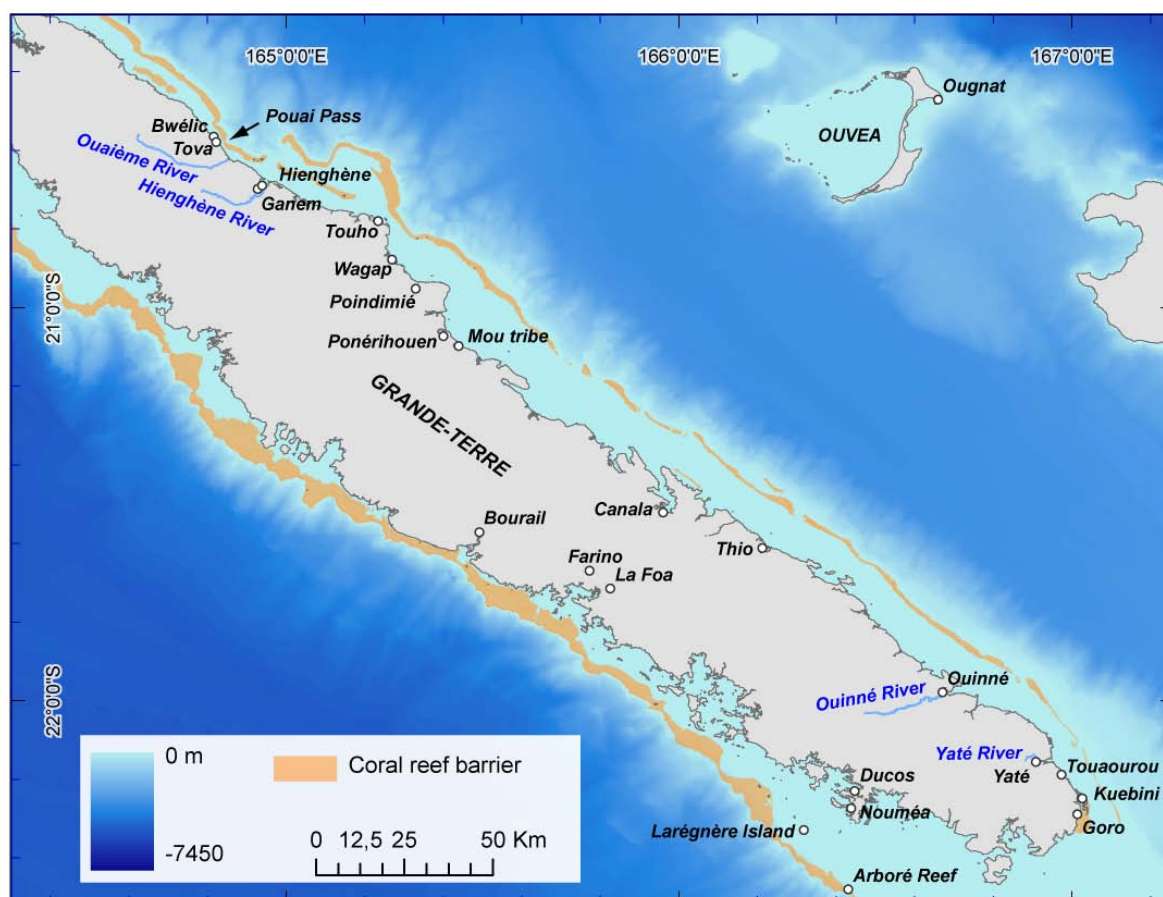 165°0'0"E
166°0'0"E
167°0'0"E
Ougnat
Pouai Pass
Bwélic
OUVEA
Tova
Ouaième River
Hienghène
Ganem
Hienghène River
Touho
Wagap
21°0'0"S
Poindimié
Ponérihouen
Mou tribe
GRANDE-TERRE
Canala
Bourail
Thio
Farino
La Foa
22°0'0"S
Ouinné
Ouinné River
Yaté River
Touaourou
Yaté
Kuebini
Ducos
Nouméa
Goro
Larégnère Island
Arboré Reef
0 m
-7450
Coral reef barrier
0 12,5 25 50 Km